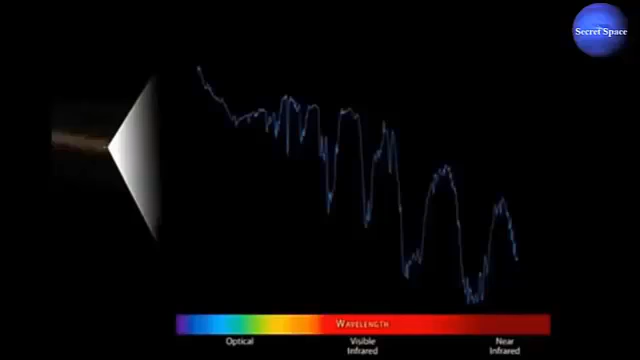 Secret Space
WAVELENGTH
Optical
Visible
Infrared
Near
Infrared